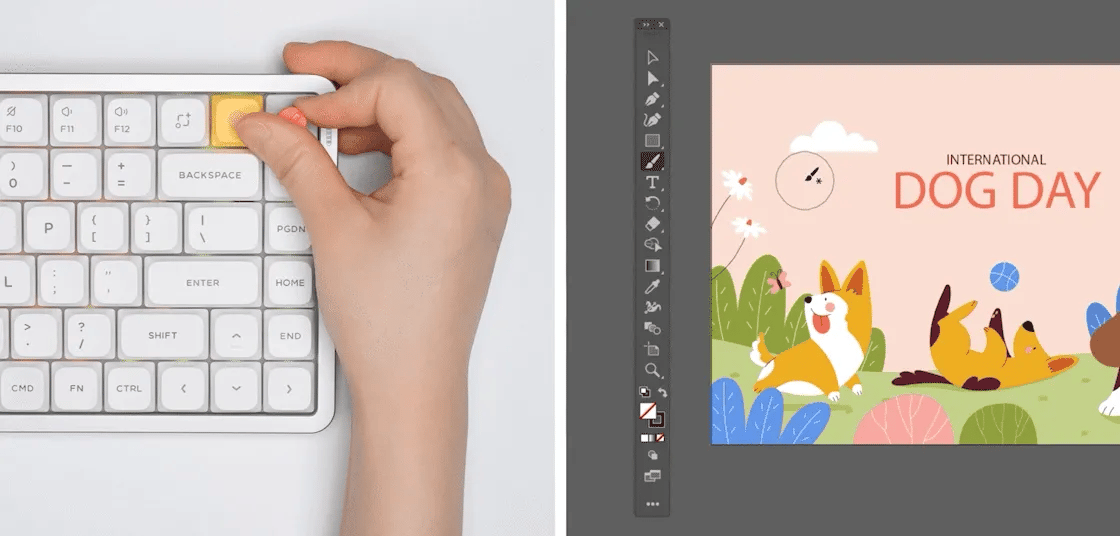 F10 F11 F12
) — +
0 - = BACKSPACE
P { } |
[ ] \ PGDN
L : "
; ' ENTER HOME
> ?
. / SHIFT END
CMD FN CTRL
INTERNATIONAL
DOG DAY